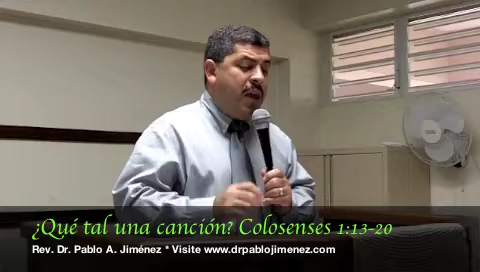 ¿Qué tal una canción? Colosenses 1:13-20
Rev. Dr. Pablo A. Jiménez * Visite www.drpablojimenez.com